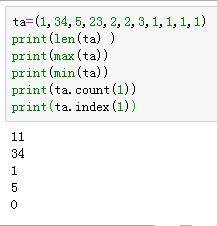 ta=(1,34,5,23,2,2,3,1,1,1,1)
print(len(ta) )
print(max(ta))
print(min(ta))
print(ta.count(1))
print(ta.index(1))
11
34
1
5
0